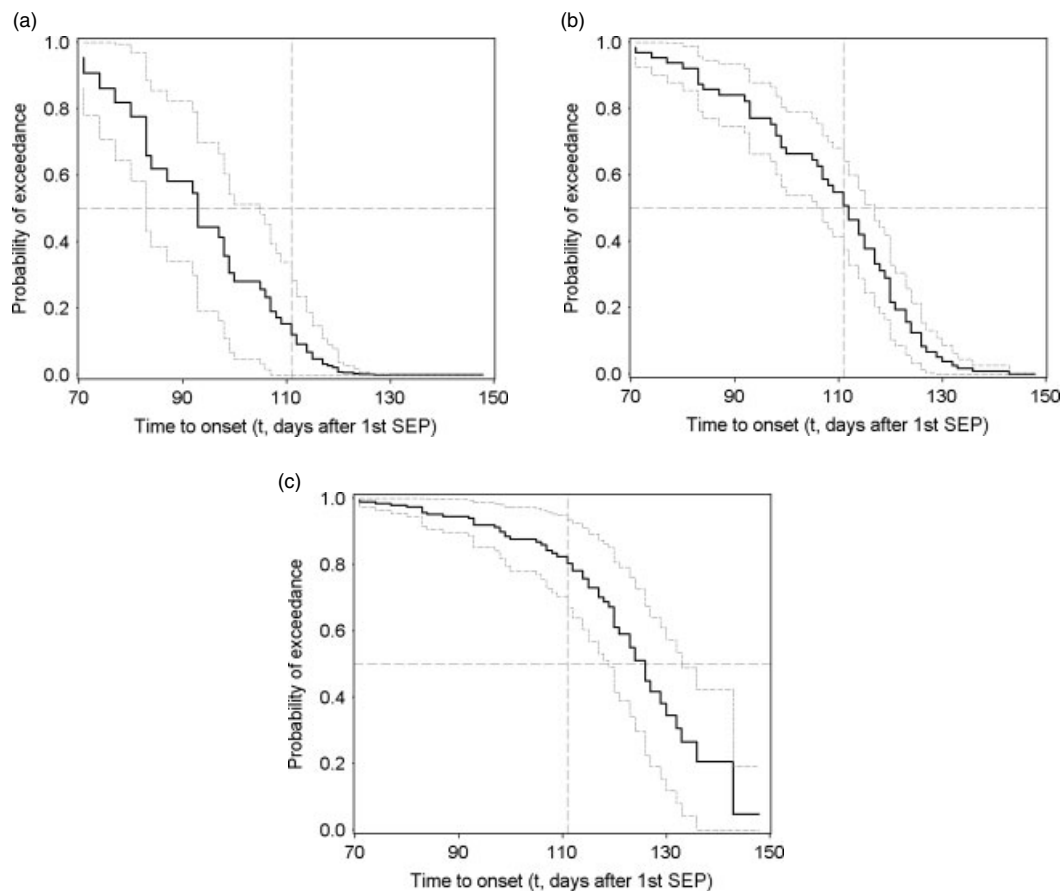 (a)
1.0
0.8
0.6
0.4
0.2
0.0
Probability of exceedance
70 90 110 130 150
Time to onset (t, days after 1st SEP)
(b)
1.0
0.8
0.6
0.4
0.2
0.0
Probability of exceedance
70 90 110 130 150
Time to onset (t, days after 1st SEP)
(c)
1.0
0.8
0.6
0.4
0.2
0.0
Probability of exceedance
70 90 110 130 150
Time to onset (t, days after 1st SEP)